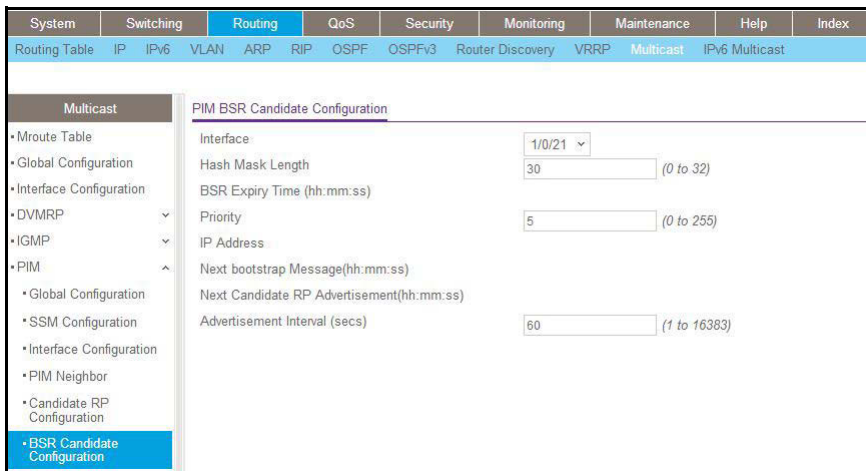 System Switching Routing QoS Security Monitoring Maintenance Help Index
Routing Table IP IPv6 VLAN ARP RIP OSPF OSPFv3 Router Discovery VRRP Multicast IPv6 Multicast
Multicast
Mroute Table
Global Configuration
Interface Configuration
DVMRP
IGMP
PIM
Global Configuration
SSM Configuration
Interface Configuration
PIM Neighbor
Candidate RP
Configuration
BSR Candidate
Configuration
PIM BSR Candidate Configuration
Interface 1/0/21
Hash Mask Length 30 (0 to 32)
BSR Expiry Time (hh:mm:ss)
Priority 5 (0 to 255)
IP Address
Next bootstrap Message(hh:mm:ss)
Next Candidate RP Advertisement(hh:mm:ss)
Advertisement Interval (secs) 60 (1 to 16383)